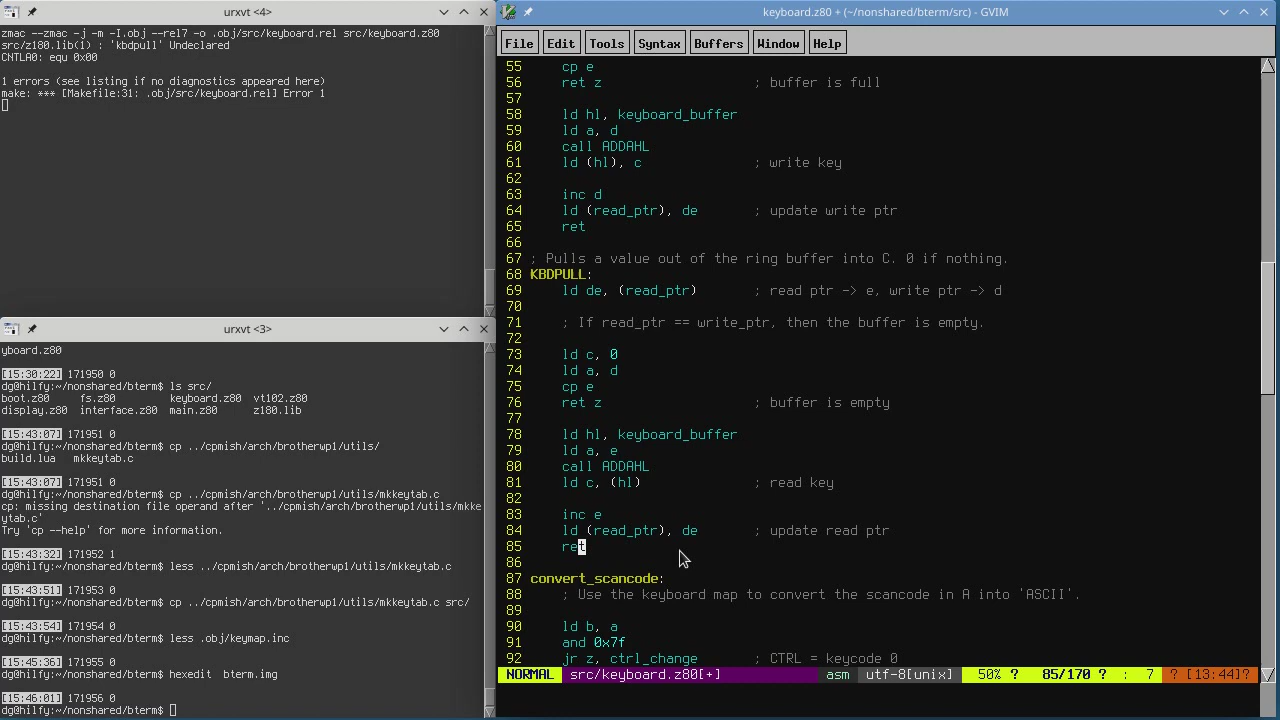 urxvt <4>
zmac --zmac -j -m -I.obj --rel7 -o .obj/src/keyboard.rel src/keyboard.z80
src/z180.lib(1) : 'kbdpull' Undeclared
CNTLA0: equ 0x00
1 errors (see listing if no diagnostics appeared here)
make: *** [Makefile:31: .obj/src/keyboard.rel] Error 1
urxvt <3>
yboard.z80
[15:30:22] 171950 0
dg@hilfy:~/nonshared/bterm$ ls src/
boot.z80    fs.z80         keyboard.z80  vt102.z80
display.z80  interface.z80  main.z80      z180.lib
[15:43:07] 171951 0
dg@hilfy:~/nonshared/bterm$ cp ../cpmish/arch/brotherwp1/utils/
build.lua   mkkeytab.c
[15:43:07] 171951 0
dg@hilfy:~/nonshared/bterm$ cp ../cpmish/arch/brotherwp1/utils/mkkeytab.c
cp: missing destination file operand after '../cpmish/arch/brotherwp1/utils/mkke
ytab.c'
Try 'cp --help' for more information.
[15:43:32] 171952 1
dg@hilfy:~/nonshared/bterm$ less ../cpmish/arch/brotherwp1/utils/mkkeytab.c
[15:43:51] 171953 0
dg@hilfy:~/nonshared/bterm$ cp ../cpmish/arch/brotherwp1/utils/mkkeytab.c src/
[15:43:54] 171954 0
dg@hilfy:~/nonshared/bterm$ less .obj/keymap.inc
[15:45:36] 171955 0
dg@hilfy:~/nonshared/bterm$ hexedit  bterm.img
[15:46:01] 171956 0
dg@hilfy:~/nonshared/bterm$
keyboard.z80 + (~/nonshared/bterm/src) - GVIM
File Edit Tools Syntax Buffers Window Help
55     cp e
56     ret z                 ; buffer is full
57
58     ld hl, keyboard_buffer
59     ld a, d
60     call ADDAHL
61     ld (hl), c              ; write key
62
63     inc d
64     ld (read_ptr), de       ; update write ptr
65     ret
66
67 ; Pulls a value out of the ring buffer into C. 0 if nothing.
68 KBDPULL:
69     ld de, (read_ptr)       ; read ptr -> e, write ptr -> d
70
71     ; If read_ptr == write_ptr, then the buffer is empty.
72
73     ld c, 0
74     ld a, d
75     cp e
76     ret z                   ; buffer is empty
77
78     ld hl, keyboard_buffer
79     ld a, e
80     call ADDAHL
81     ld c, (hl)              ; read key
82
83     inc e
84     ld (read_ptr), de       ; update read ptr
85     ret
86
87 convert_scancode:
88     ; Use the keyboard map to convert the scancode in A into 'ASCII'.
89
90     ld b, a
91     and 0x7f
92     jr z, ctrl_change       ; CTRL = keycode 0
NORMAL src/keyboard.z80[+] asm utf-8[unix] 50% ? 85/170 ? : 7 ? [13:44]?